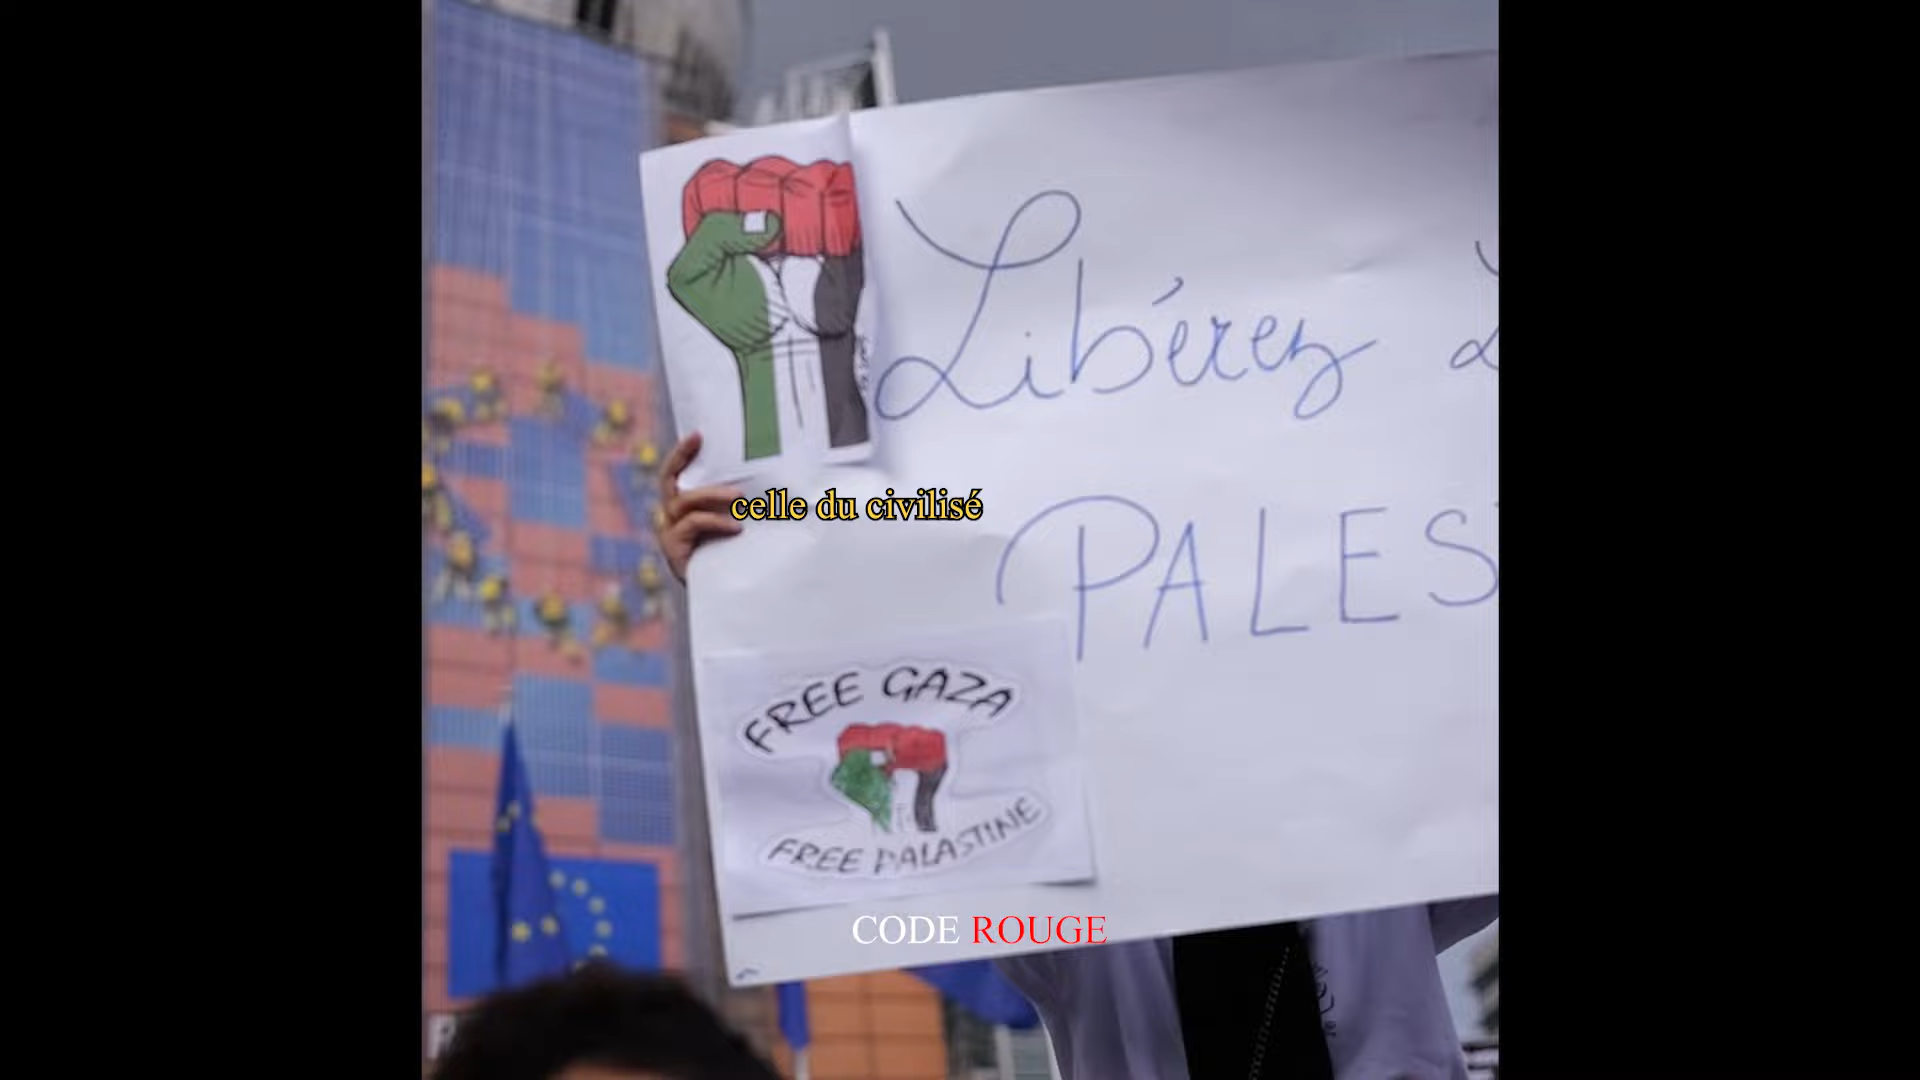 Libérez
celle du civilisé
PALES
FREE GAZA
FREE PALASTINE
CODE ROUGE